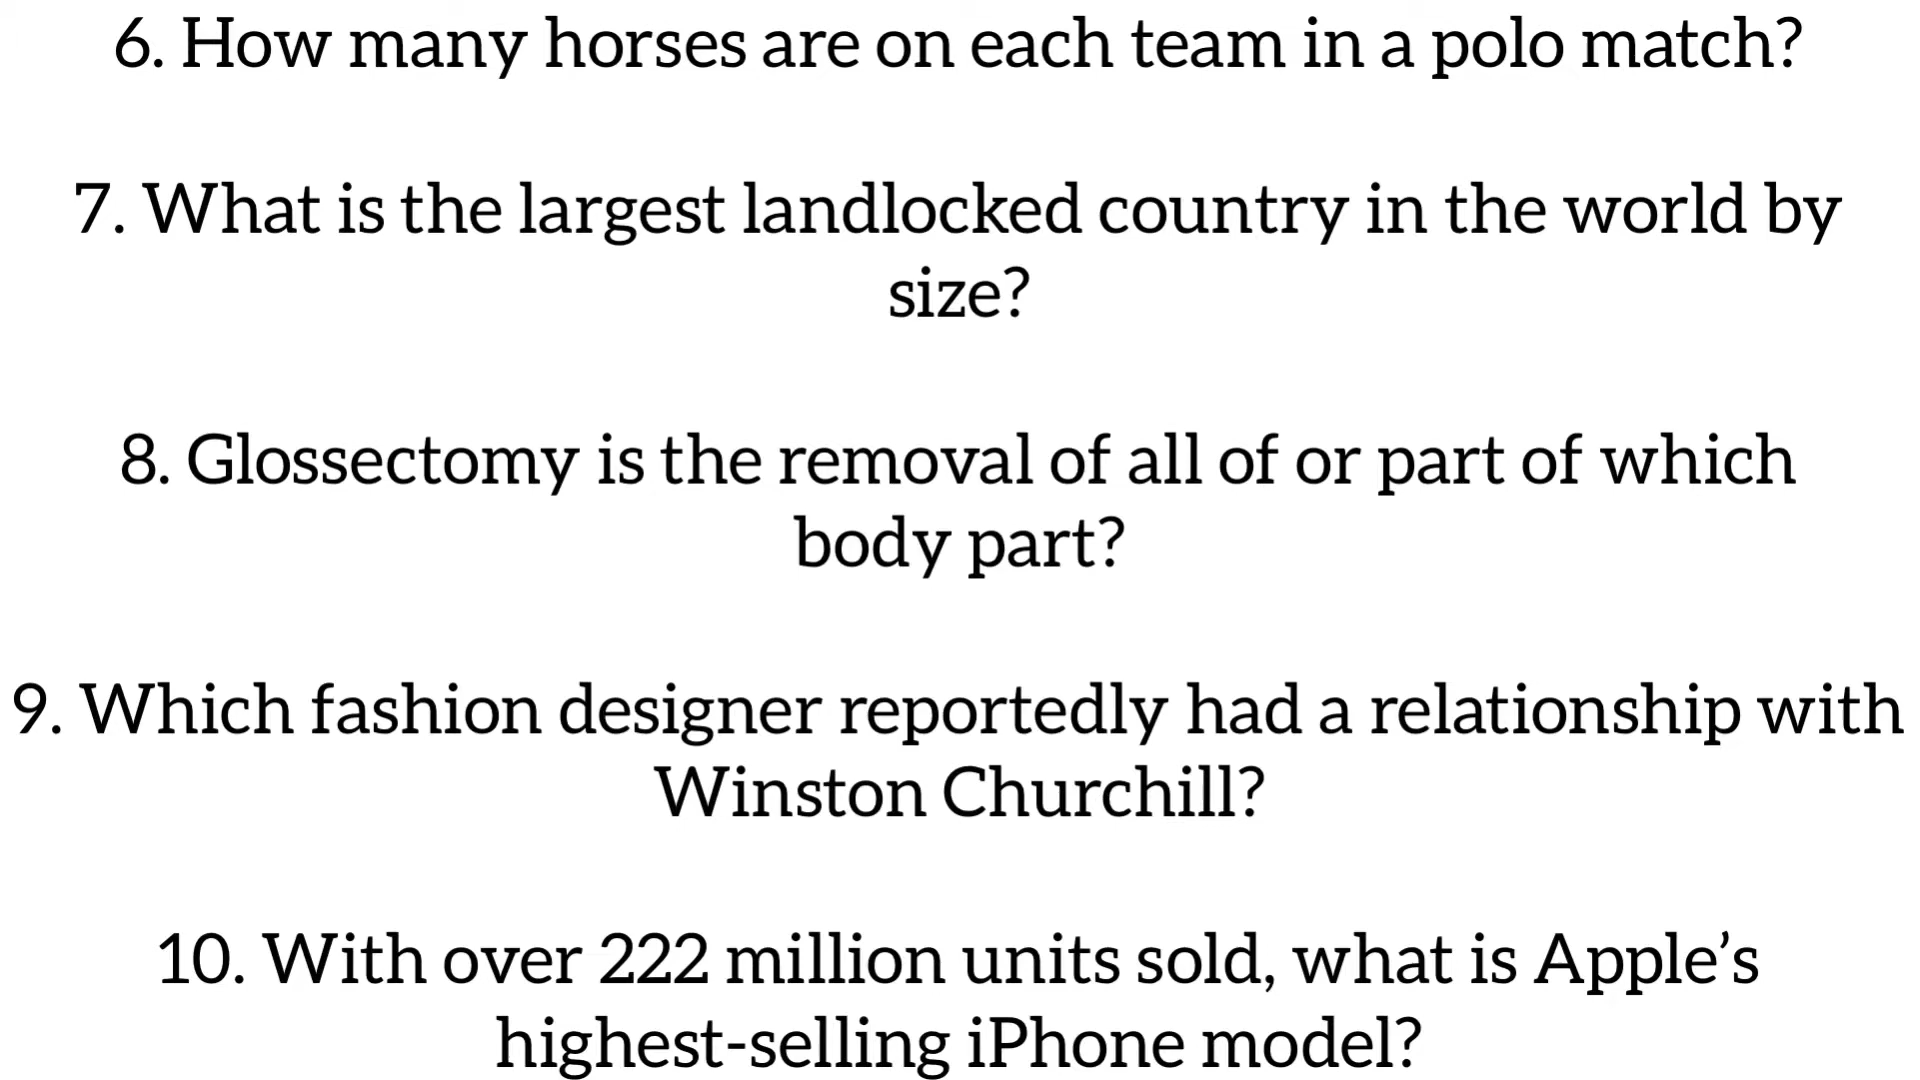 6. How many horses are on each team in a polo match?
7. What is the largest landlocked country in the world by
size?
8. Glossectomy is the removal of all of or part of which
body part?
9. Which fashion designer reportedly had a relationship with
Winston Churchill?
10. With over 222 million units sold, what is Apple’s
highest-selling iPhone model?